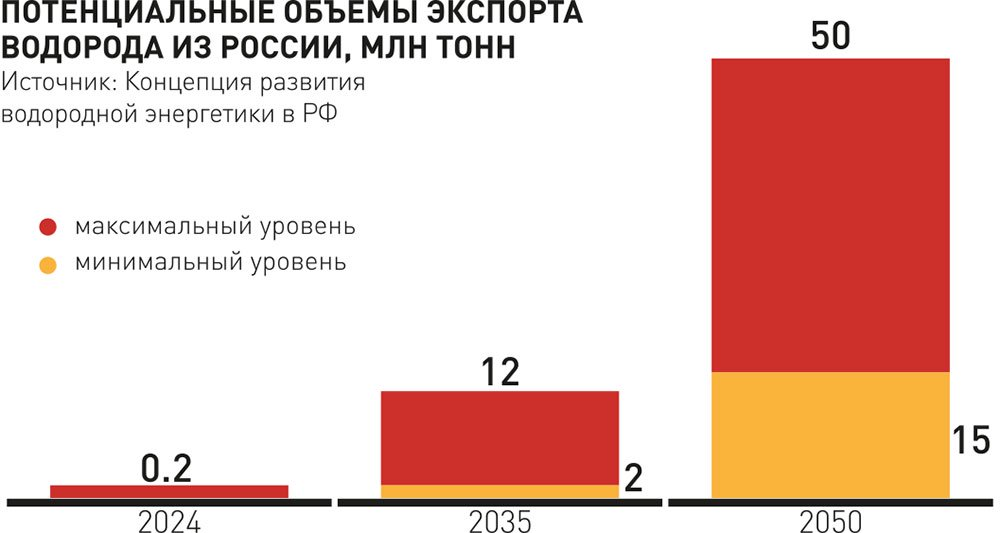 ПОТЕНЦИАЛЬНЫЕ ОБЪЕМЫ ЭКСПОРТА
ВОДОРОДА ИЗ РОССИИ, МЛН ТОНН
Источник: Концепция развития
водородной энергетики в РФ
максимальный уровень
минимальный уровень
0.2
12
2
50
15
2024
2035
2050